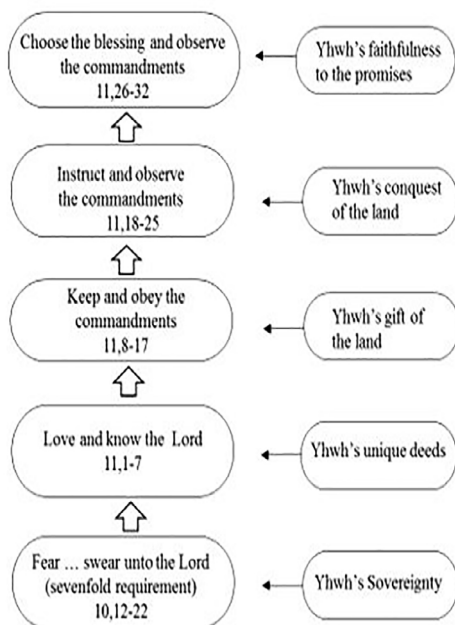 Choose the blessing and observe
the commandments
11,26-32
Yhwh's faithfulness
to the promises
Instruct and observe
the commandments
11,18-25
Yhwh's conquest
of the land
Keep and obey the
commandments
11,8-17
Yhwh's gift of
the land
Love and know the Lord
11,1-7
Yhwh's unique deeds
Fear ... swear unto the Lord
(sevenfold requirement)
10,12-22
Yhwh's Sovereignty